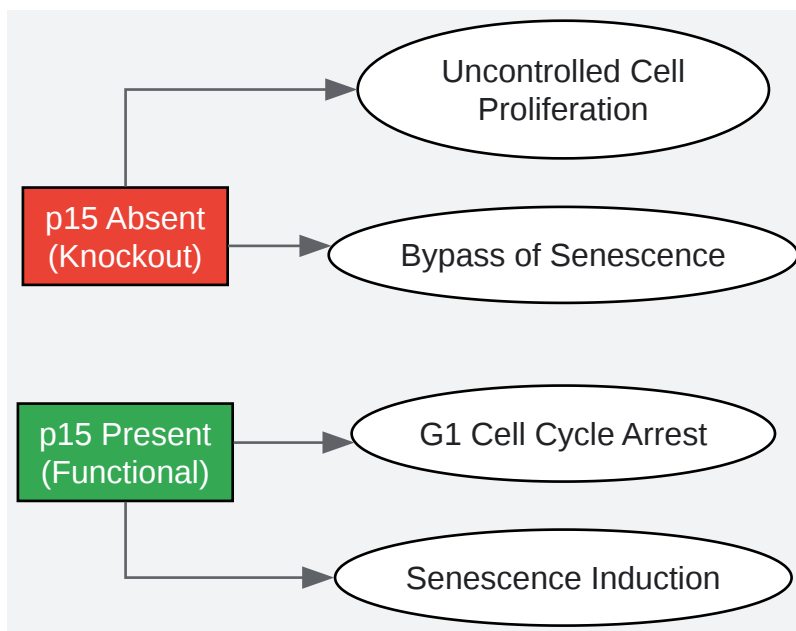 Uncontrolled Cell
Proliferation
p15 Absent
(Knockout)
Bypass of Senescence
p15 Present
(Functional)
G1 Cell Cycle Arrest
Senescence Induction